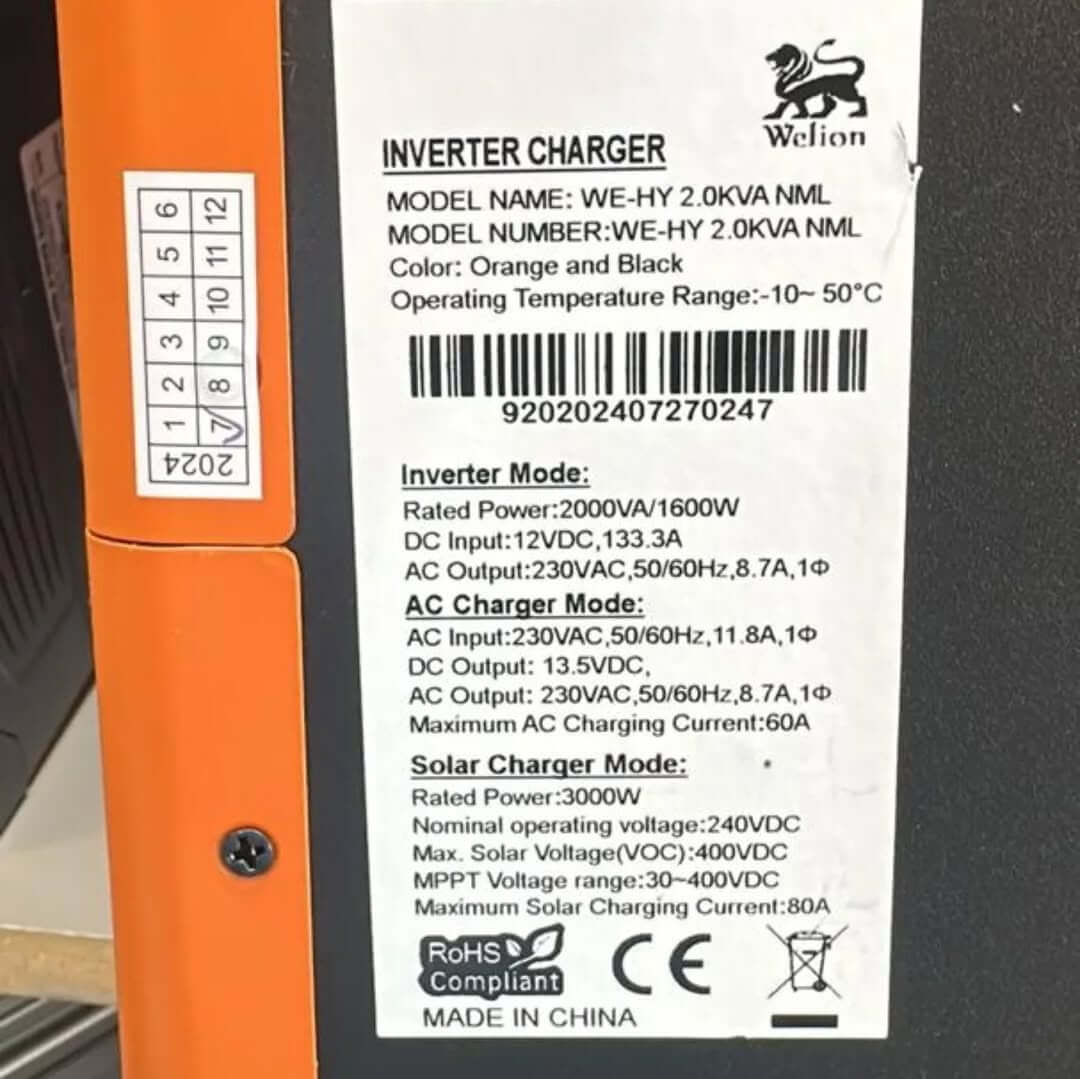 Welion
INVERTER CHARGER
MODEL NAME: WE-HY 2.0KVA NML
MODEL NUMBER:WE-HY 2.0KVA NML
Color: Orange and Black
Operating Temperature Range:-10~ 50°C
920202407270247
Inverter Mode:
Rated Power:2000VA/1600W
DC Input:12VDC,133.3A
AC Output:230VAC,50/60Hz,8.7A,1Φ
AC Charger Mode:
AC Input:230VAC,50/60Hz,11.8A,1Φ
DC Output: 13.5VDC,
AC Output: 230VAC,50/60Hz,8.7A,1Φ
Maximum AC Charging Current:60A
Solar Charger Mode:
Rated Power:3000W
Nominal operating voltage:240VDC
Max. Solar Voltage(VOC):400VDC
MPPT Voltage range:30~400VDC
Maximum Solar Charging Current:80A
RoHS
Compliant
CE
MADE IN CHINA
2024
1 2 3 4 5 6
7 8 9 10 11 12